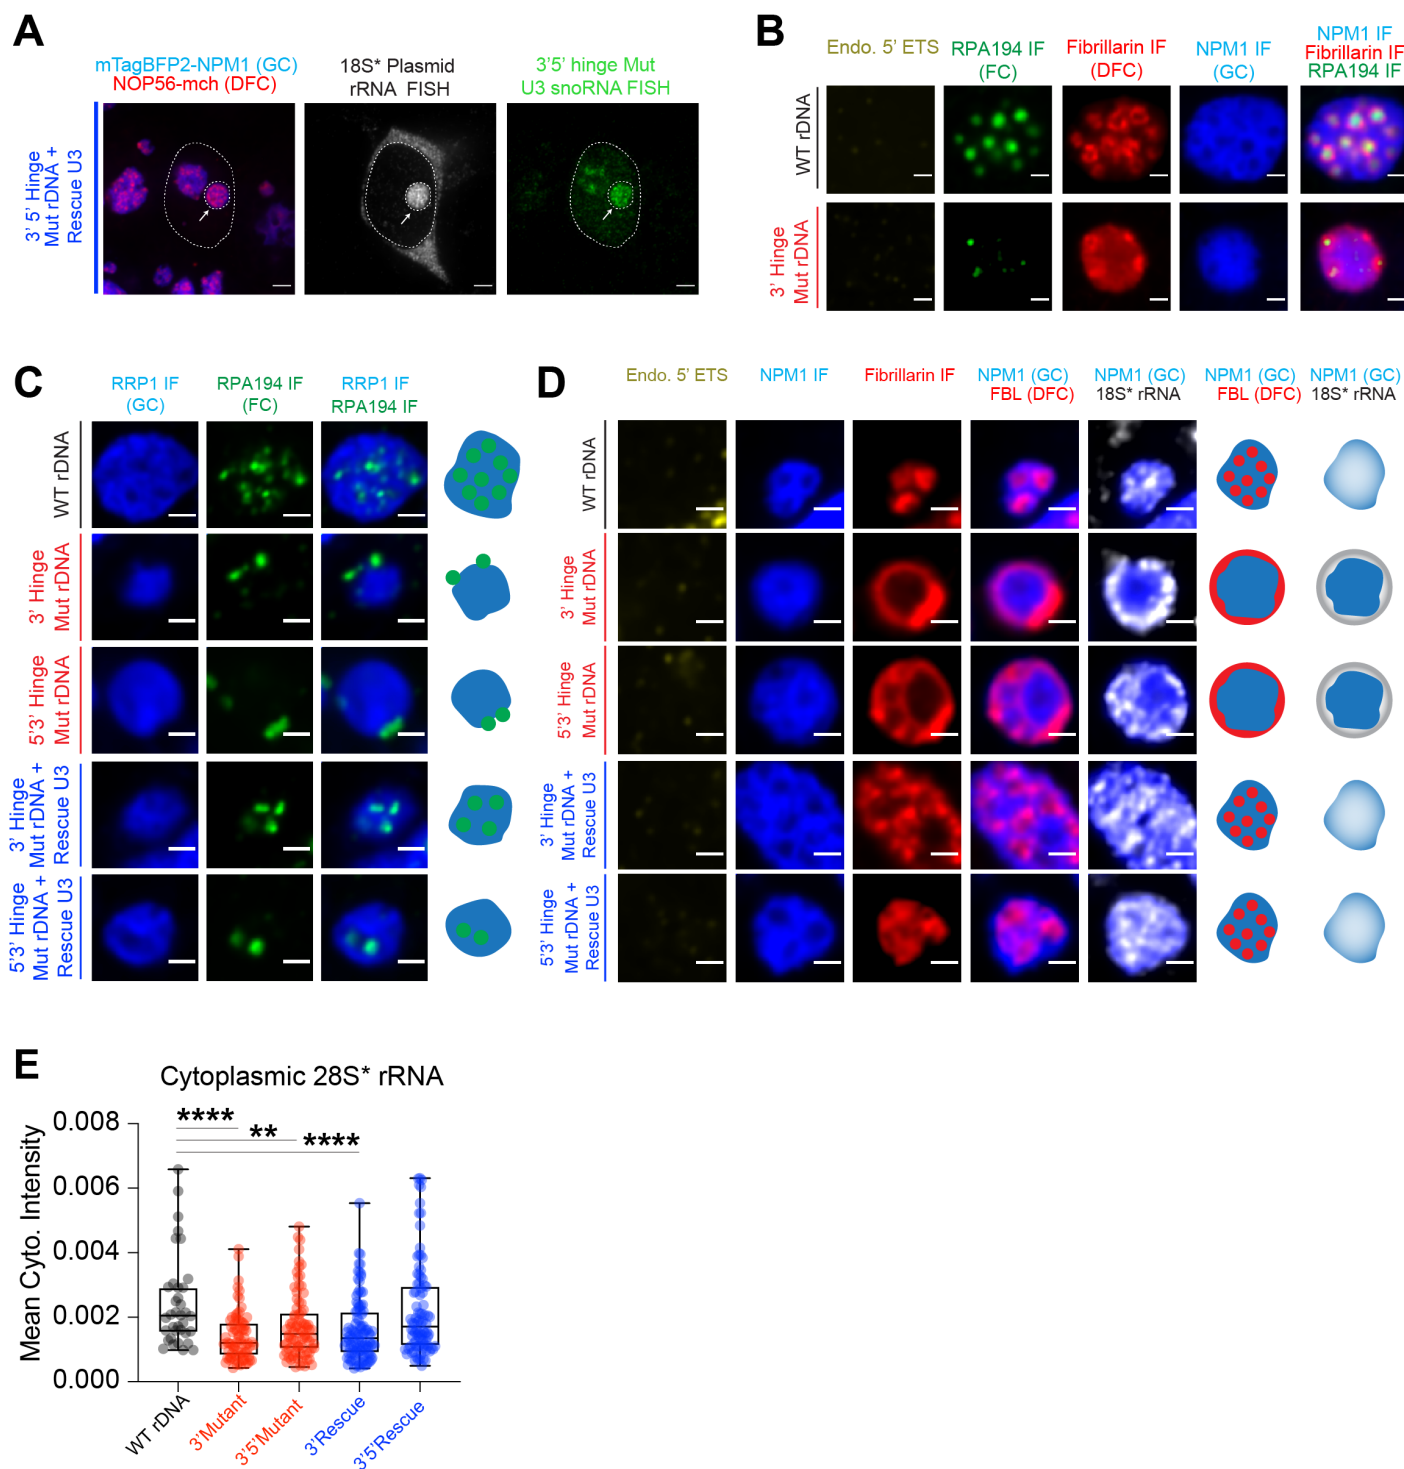 A
mTagBFP2-NPM1 (GC)
NOP56-mch (DFC)
18S* Plasmid
rRNA FISH
3'5' hinge Mut
U3 snoRNA FISH
3' 5' Hinge
Mut rDNA +
Rescue U3
B
Endo. 5' ETS
RPA194 IF
(FC)
Fibrillarin IF
(DFC)
NPM1 IF
(GC)
NPM1 IF
Fibrillarin IF
RPA194 IF
WT rDNA
3' Hinge
Mut rDNA
C
RRP1 IF
(GC)
RPA194 IF
(FC)
RRP1 IF
RPA194 IF
WT rDNA
3' Hinge
Mut rDNA
5'3' Hinge
Mut rDNA
3' Hinge
Mut rDNA +
Rescue U3
5'3' Hinge
Mut rDNA +
Rescue U3
D
Endo. 5' ETS
NPM1 IF
Fibrillarin IF
NPM1 (GC)
FBL (DFC)
NPM1 (GC)
18S* rRNA
NPM1 (GC)
FBL (DFC)
NPM1 (GC)
18S* rRNA
WT rDNA
3' Hinge
Mut rDNA
5'3' Hinge
Mut rDNA
3' Hinge
Mut rDNA +
Rescue U3
5'3' Hinge
Mut rDNA +
Rescue U3
E
Cytoplasmic 28S* rRNA
Mean Cyto. Intensity
0.008
0.006
0.004
0.002
0.000
****
**
****
WT rDNA
3'Mutant
3'5'Mutant
3'Rescue
3'5'Rescue